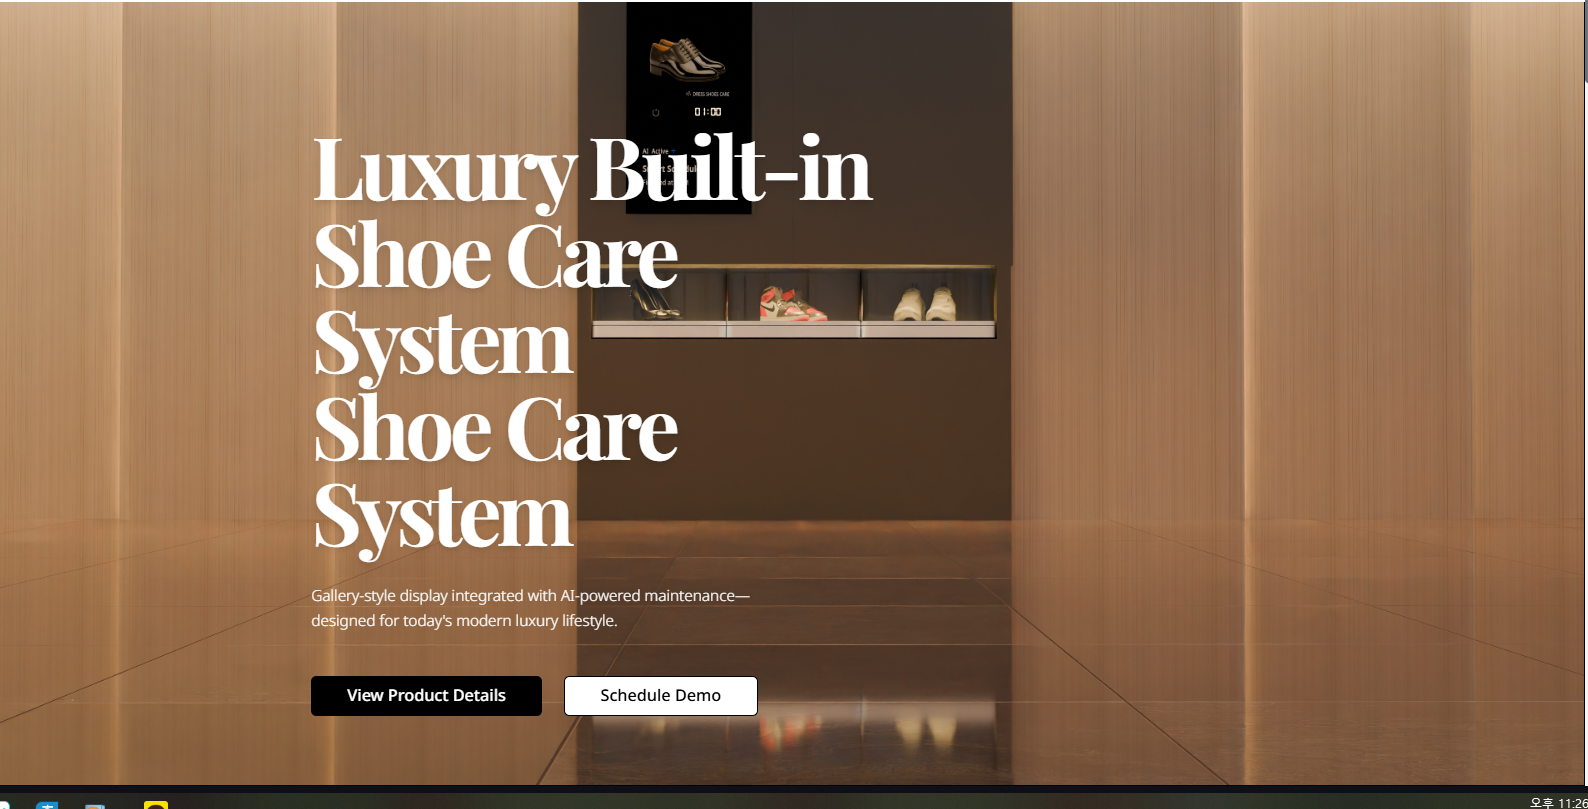 DRESS SHOES CARE
01:00
AI Active +
Luxury Built-in
Shoe Care
System
Shoe Care
System
Gallery-style display integrated with AI-powered maintenance—
designed for today's modern luxury lifestyle.
View Product Details
Schedule Demo
오후 11:26